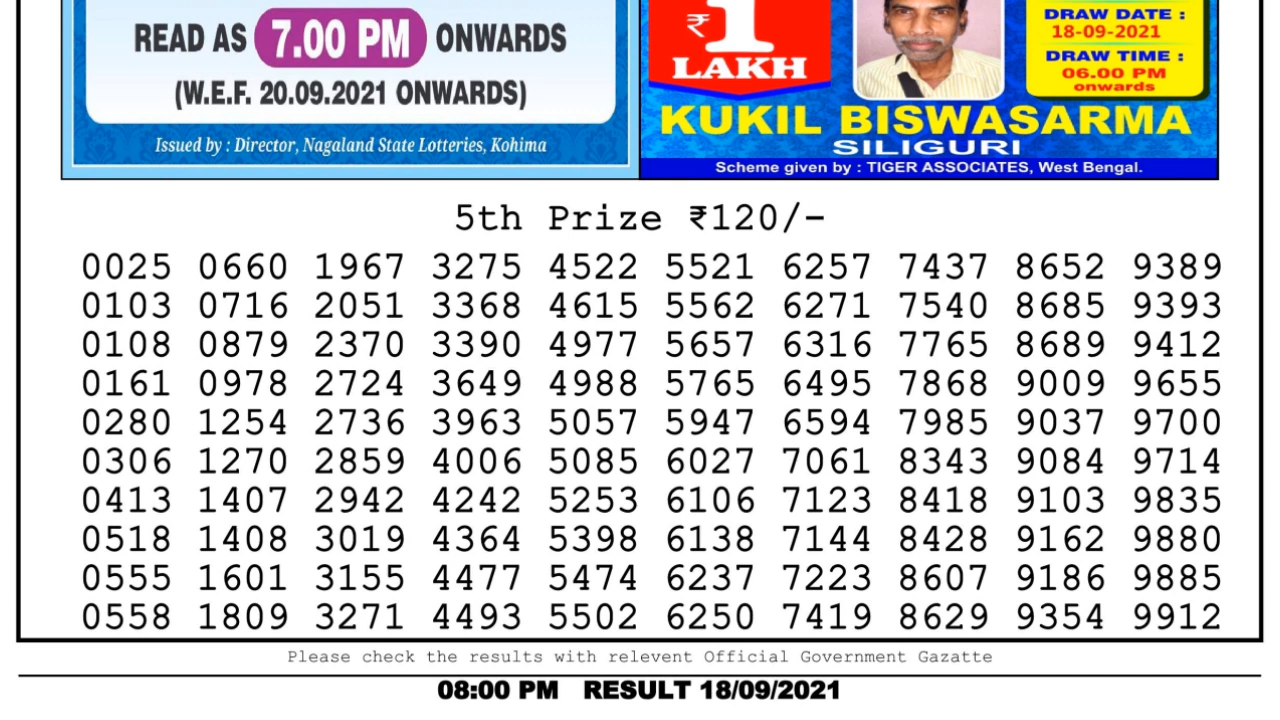 READ AS 7.00 PM ONWARDS
(W.E.F. 20.09.2021 ONWARDS)
Issued by : Director, Nagaland State Lotteries, Kohima
₹1
LAKH
DRAW DATE :
18-09-2021
DRAW TIME :
06.00 PM
onwards
KUKIL BISWASARMA
SILIGURI
Scheme given by : TIGER ASSOCIATES, West Bengal.
5th Prize ₹120/-
0025 0660 1967 3275 4522 5521 6257 7437 8652 9389
0103 0716 2051 3368 4615 5562 6271 7540 8685 9393
0108 0879 2370 3390 4977 5657 6316 7765 8689 9412
0161 0978 2724 3649 4988 5765 6495 7868 9009 9655
0280 1254 2736 3963 5057 5947 6594 7985 9037 9700
0306 1270 2859 4006 5085 6027 7061 8343 9084 9714
0413 1407 2942 4242 5253 6106 7123 8418 9103 9835
0518 1408 3019 4364 5398 6138 7144 8428 9162 9880
0555 1601 3155 4477 5474 6237 7223 8607 9186 9885
0558 1809 3271 4493 5502 6250 7419 8629 9354 9912
Please check the results with relevent Official Government Gazatte
08:00 PM RESULT 18/09/2021